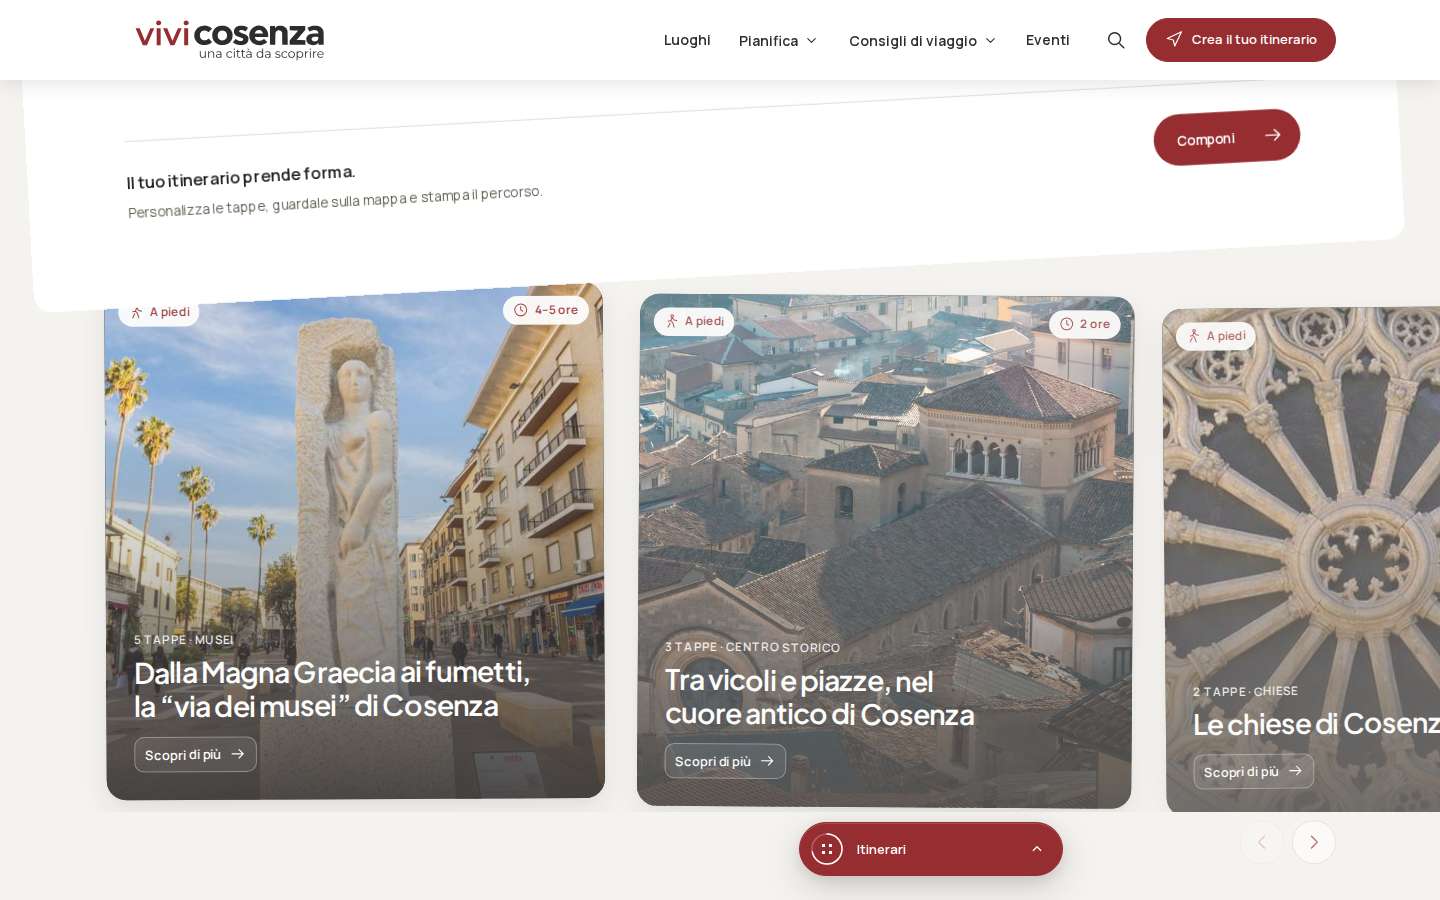 vivicosenza
una città da scoprire
Luoghi
Pianifica
Consigli di viaggio
Eventi
Crea il tuo itinerario
Componi
Il tuo itinerario prende forma.
Personalizza le tappe, guardale sulla mappa e stampa il percorso.
A piedi
4–5 ore
5 TAPPE · MUSEI
Dalla Magna Graecia ai fumetti,
la “via dei musei” di Cosenza
Scopri di più
A piedi
2 ore
3 TAPPE · CENTRO STORICO
Tra vicoli e piazze, nel
cuore antico di Cosenza
Scopri di più
A piedi
2 TAPPE · CHIESE
Le chiese di Cosenz
Scopri di più
Itinerari